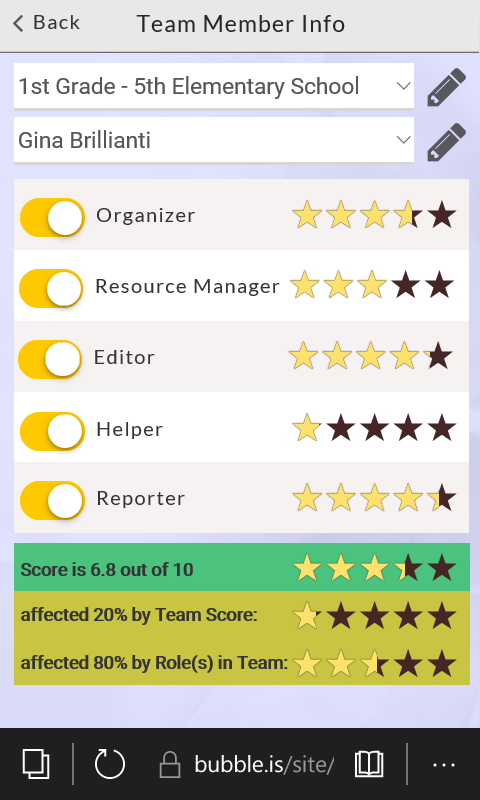 Back
Team Member Info
1st Grade - 5th Elementary School
Gina Brillianti
Organizer
Resource Manager
Editor
Helper
Reporter
Score is 6.8 out of 10
affected 20% by Team Score:
affected 80% by Role(s) in Team:
bubble.is/site/